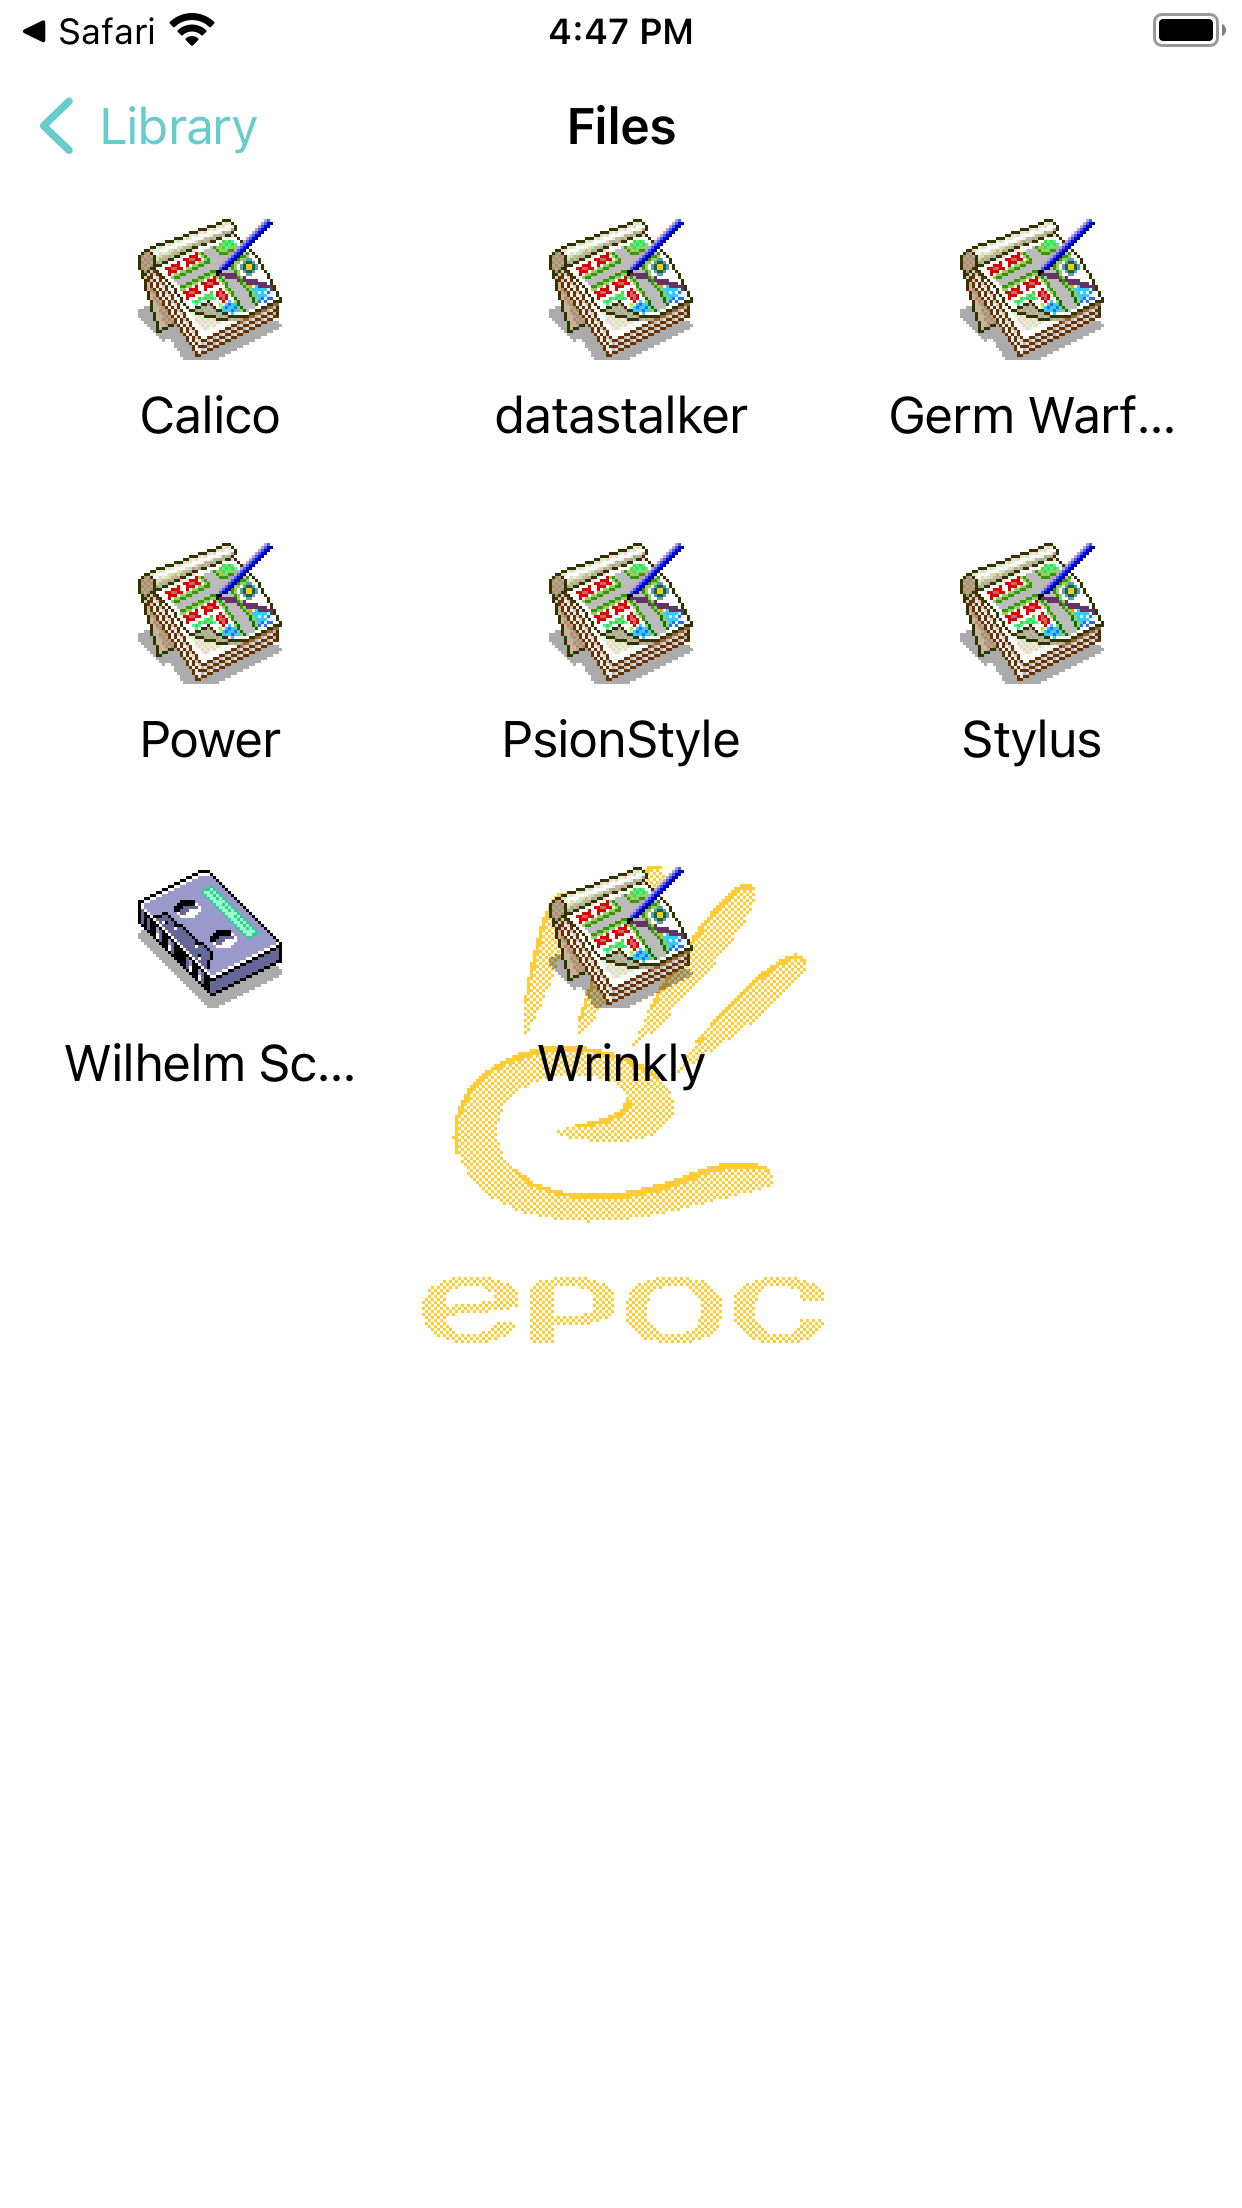 Safari
4:47 PM
Library
Files
Calico
datastalker
Germ Warf...
Power
PsionStyle
Stylus
Wilhelm Sc...
Wrinkly
epoc